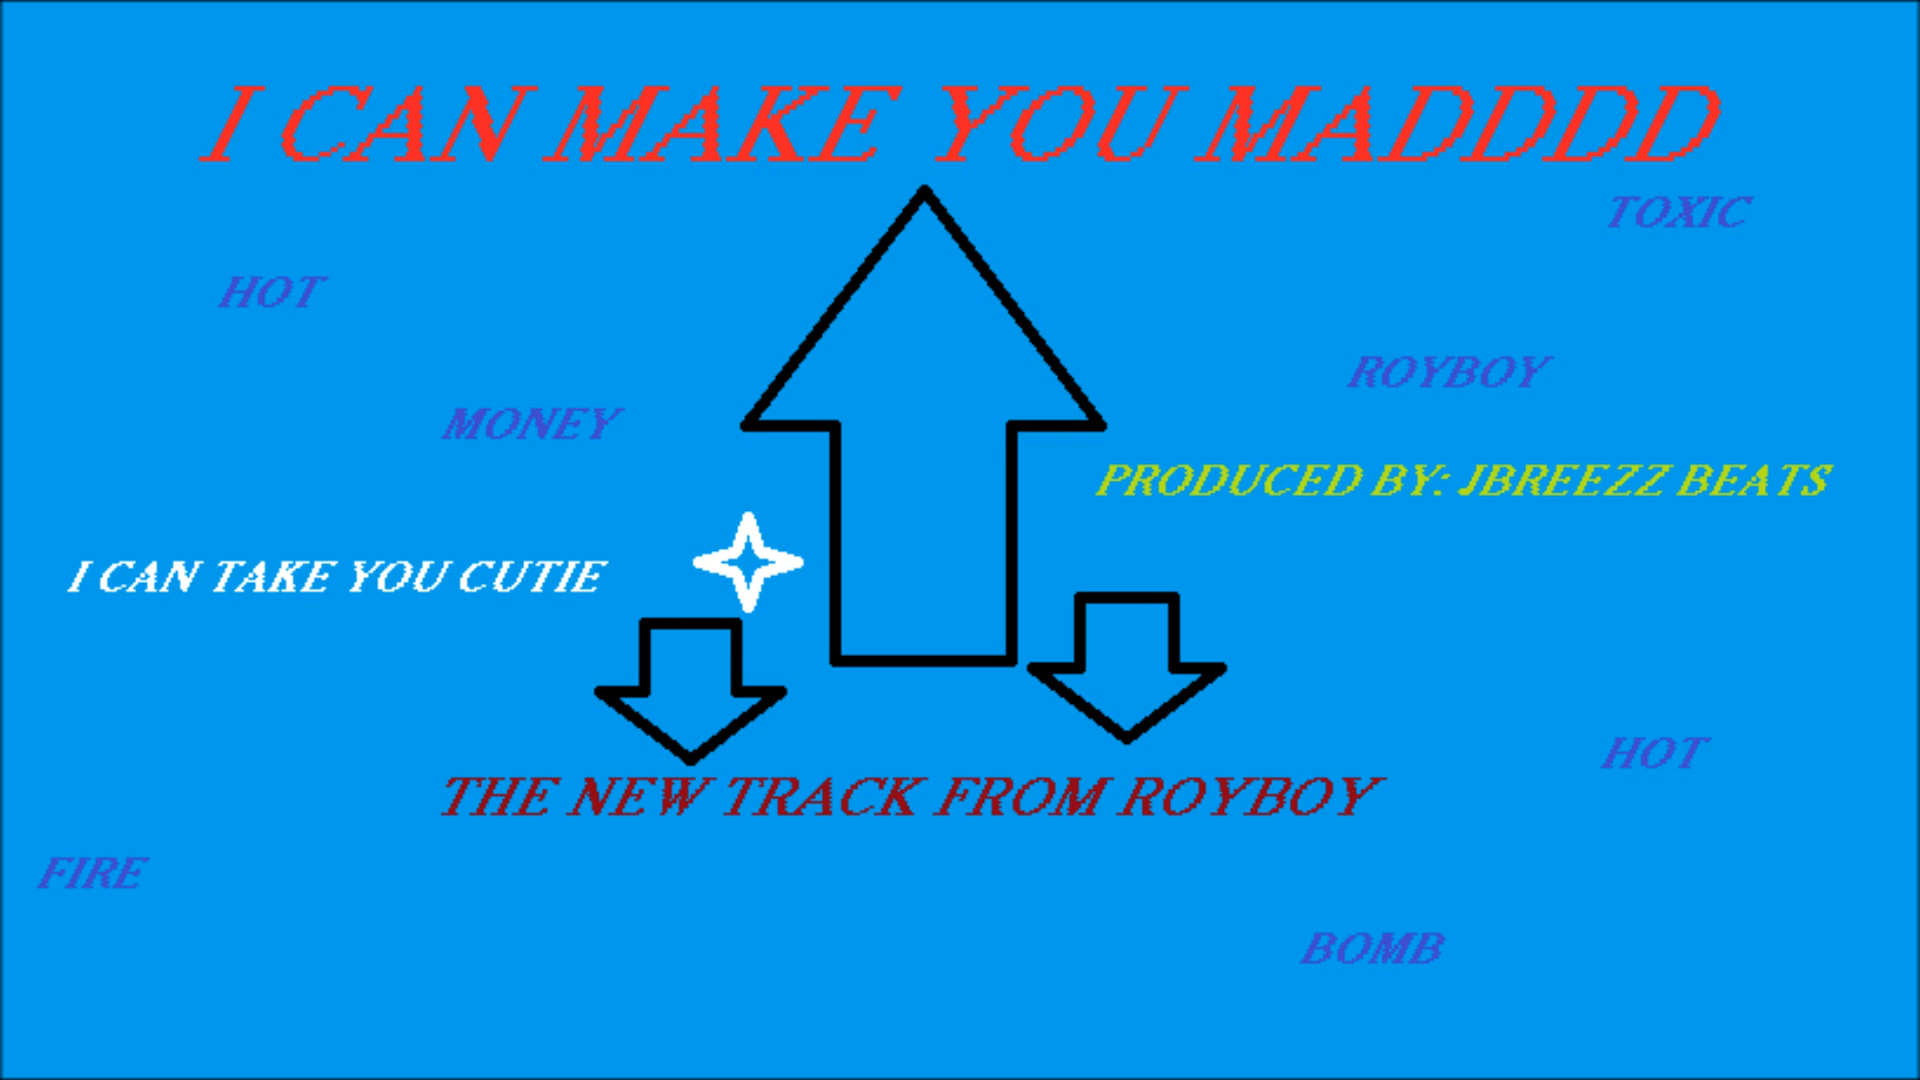 I CAN MAKE YOU MADDDD
TOXIC
HOT
ROYBOY
MONEY
PRODUCED BY: JBREEZZ BEATS
I CAN TAKE YOU CUTIE
HOT
THE NEW TRACK FROM ROYBOY
FIRE
BOMB